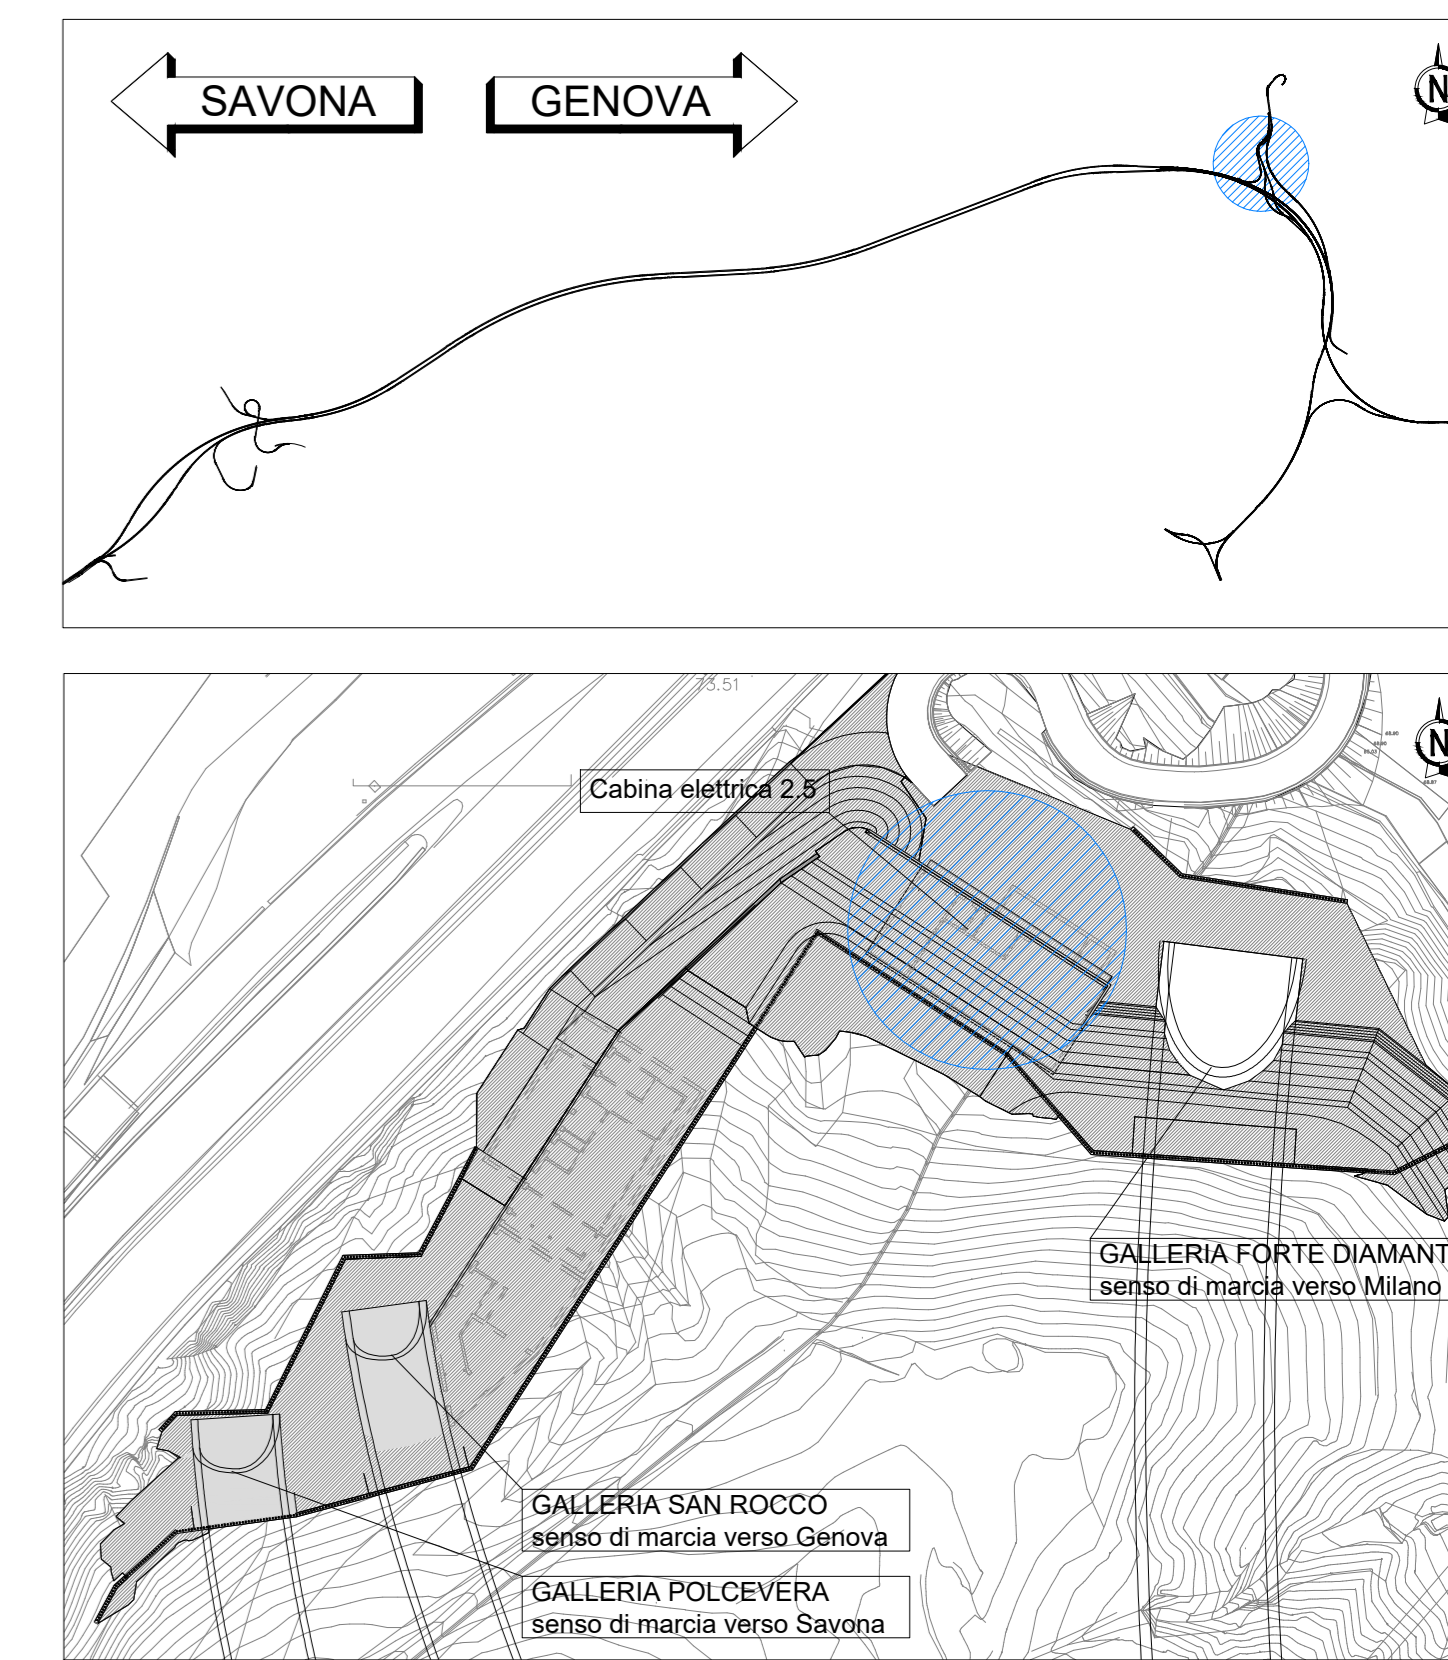 SAVONA
GENOVA
N
73.51
N
Cabina elettrica 2.5
GALLERIA FORTE DIAMANT
senso di marcia verso Milano
GALLERIA SAN ROCCO
senso di marcia verso Genova
GALLERIA POLCEVERA
senso di marcia verso Savona